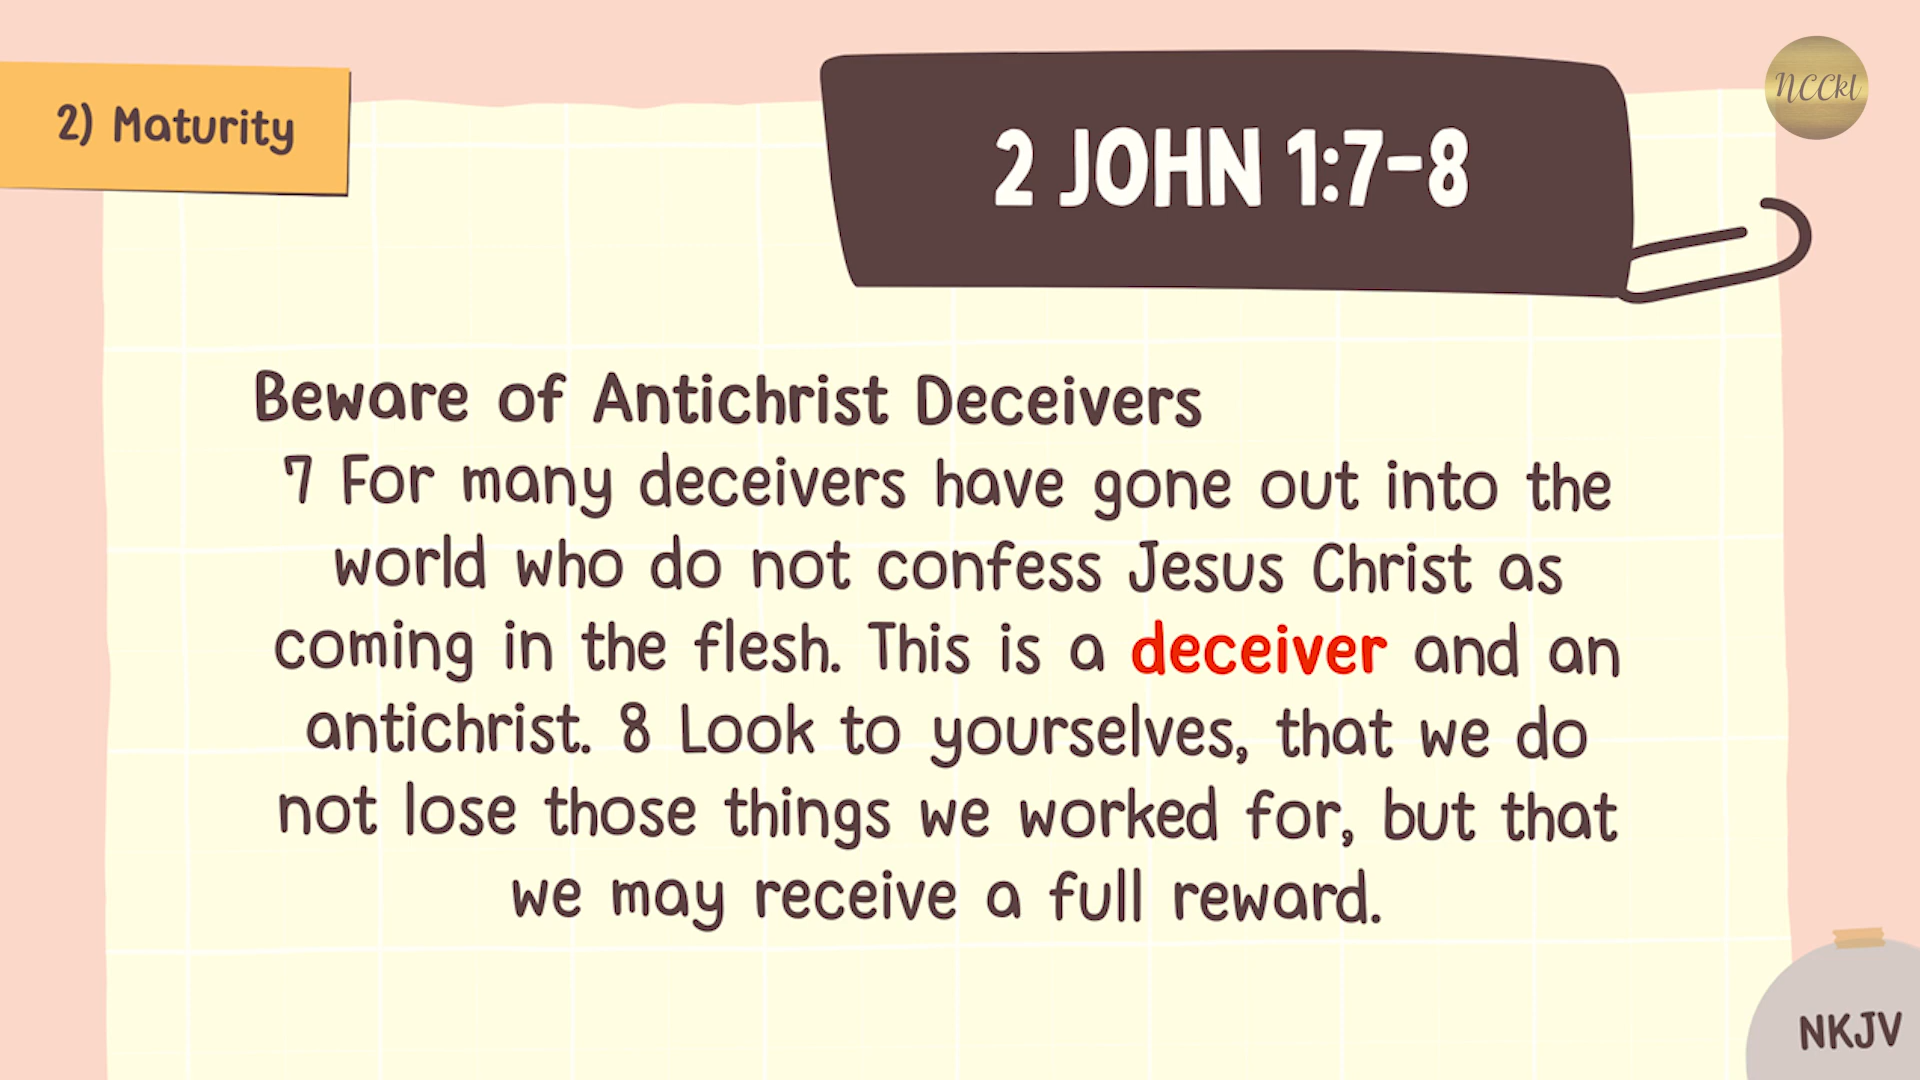 2) Maturity
NCCkl
2 JOHN 1:7-8
Beware of Antichrist Deceivers
7 For many deceivers have gone out into the
world who do not confess Jesus Christ as
coming in the flesh. This is a deceiver and an
antichrist. 8 Look to yourselves, that we do
not lose those things we worked for, but that
we may receive a full reward.
NKJV